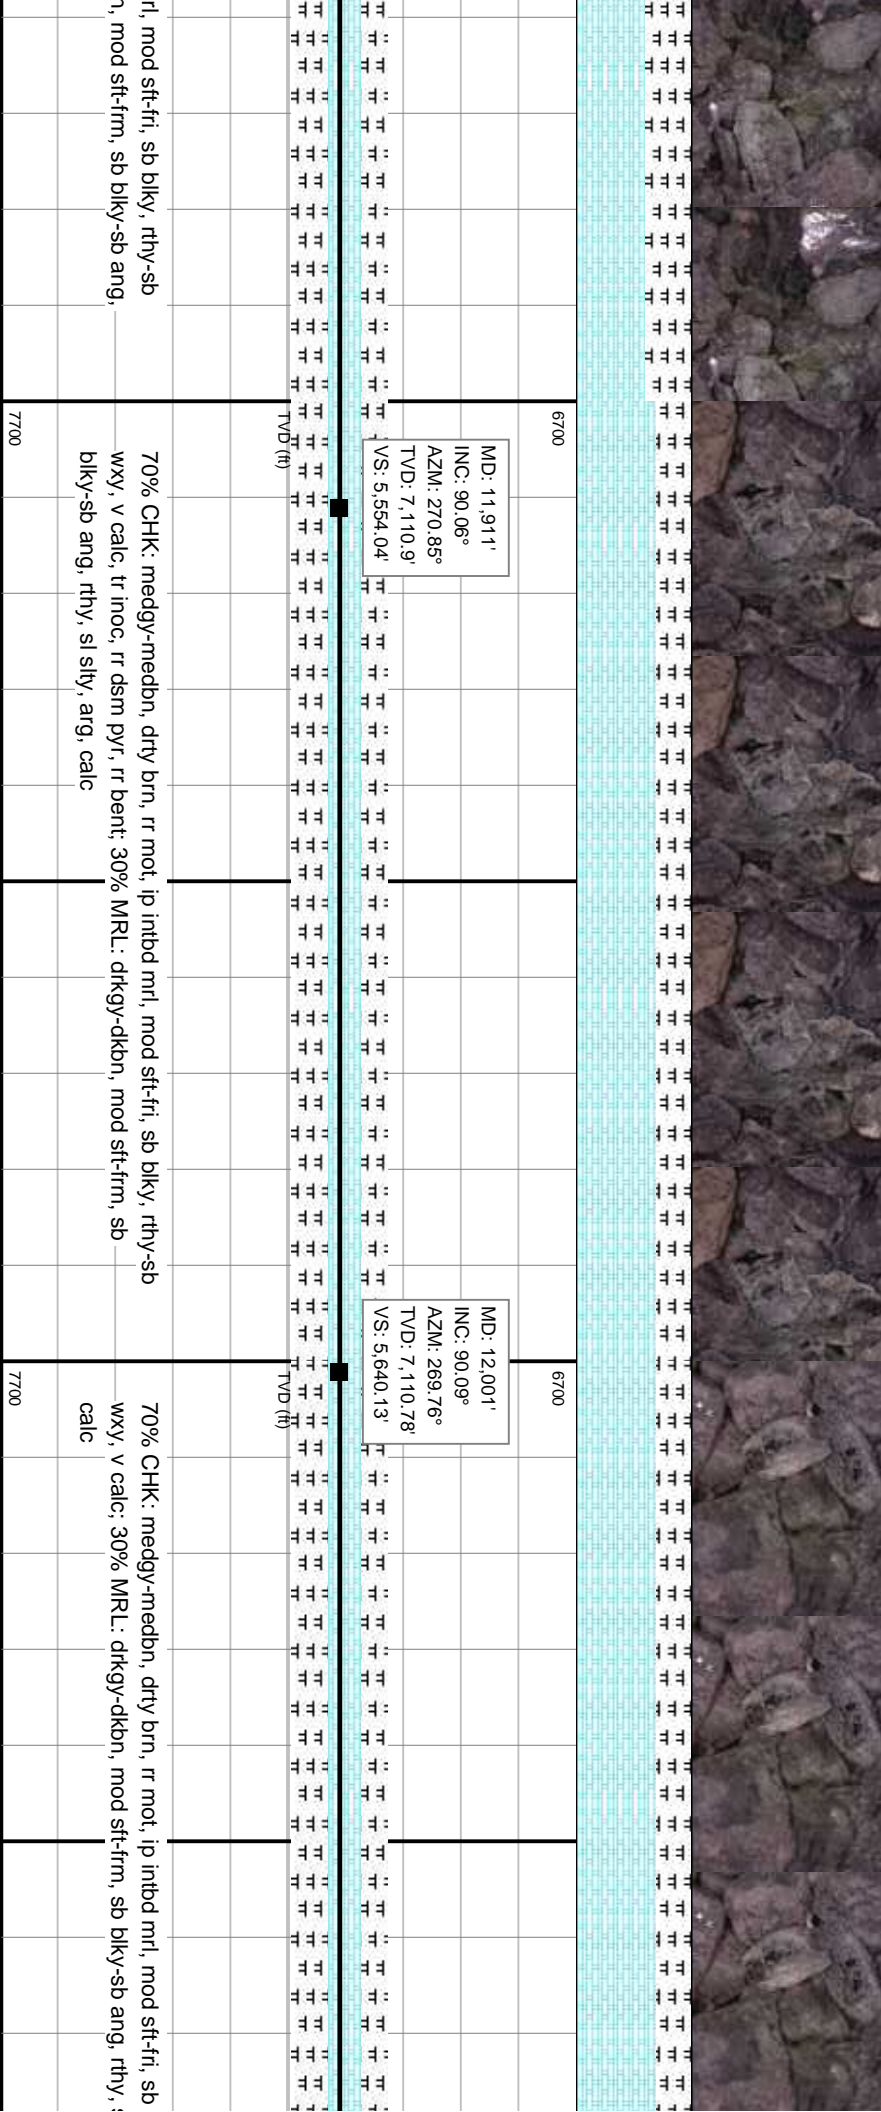 rl, mod sft-fri, sb blky, rthy-sb
, mod sft-frm, sb blky-sb ang,
6700
TVD (ft)
7700
MD: 11,911'
INC: 90.06°
AZM: 270.85°
TVD: 7,110.9'
VS: 5,554.04'
70% CHK: medgy-medbn, drty brn, rr mot, ip intbd mrl, mod sft-fri, sb blky, rthy-sb
wxy, v calc, tr inoc, rr dsm pyr, rr bent; 30% MRL: drkgy-dkbn, mod sft-frm, sb
blky-sb ang, rthy, sl slty, arg, calc
MD: 12,001'
INC: 90.09°
AZM: 269.76°
TVD: 7,110.78'
VS: 5,640.13'
6700
TVD (ft)
7700
70% CHK: medgy-medbn, drty brn, rr mot, ip intbd mrl, mod sft-fri, sb
wxy, v calc; 30% MRL: drkgy-dkbn, mod sft-frm, sb blky-sb ang, rthy,
calc